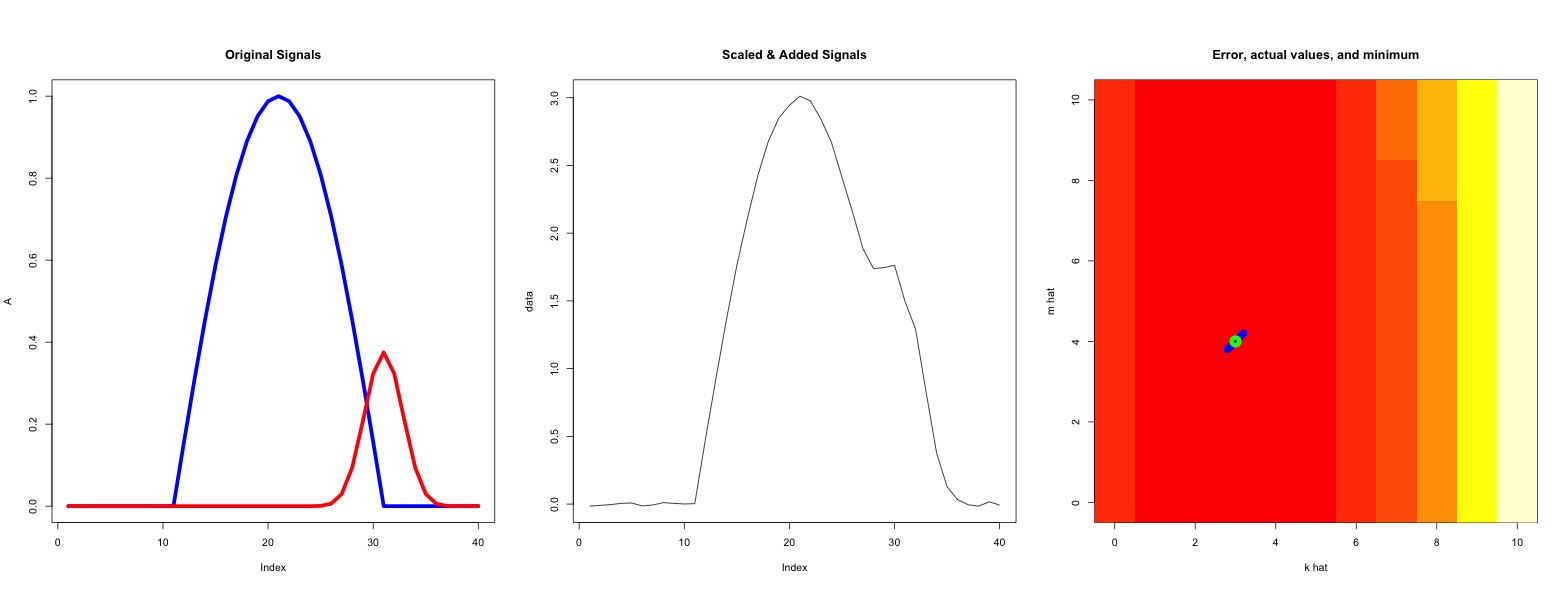 Original Signals
A
1.0
0.8
0.6
0.4
0.2
0.0
0 10 20 30 40
Index
Scaled & Added Signals
data
3.0
2.5
2.0
1.5
1.0
0.5
0.0
0 10 20 30 40
Index
Error, actual values, and minimum
m hat
10
8
6
4
2
0
0 2 4 6 8 10
k hat